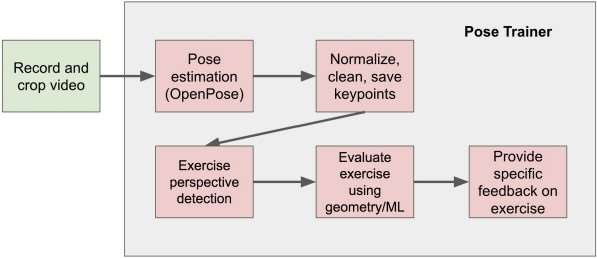 Pose Trainer
Record and
crop video
Pose
estimation
(OpenPose)
Normalize,
clean, save
keypoints
Exercise
perspective
detection
Evaluate
exercise
using
geometry/ML
Provide
specific
feedback on
exercise